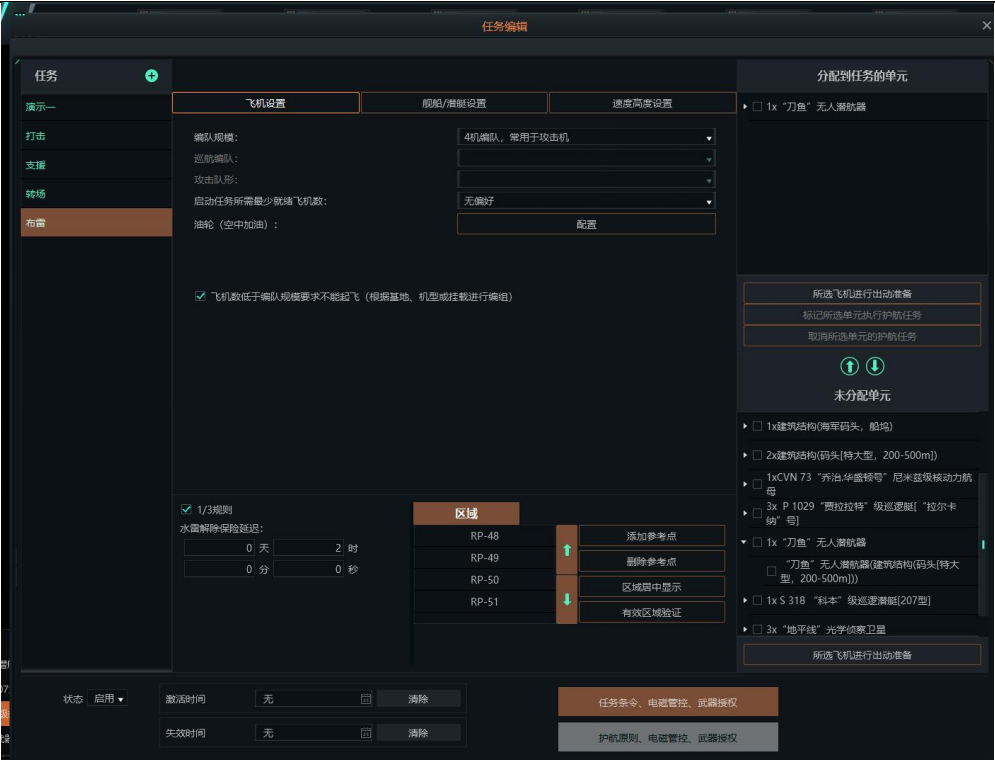 任务编辑
任务
演示一
打击
支援
转场
布雷
飞机设置
舰船/潜艇设置
速度高度设置
编队规模:
4机编队，常用于攻击机
巡航编队:
攻击队形:
启动任务所需最少就绪飞机数:
无偏好
油轮（空中加油）:
配置
飞机数低于编队规模要求不能起飞（根据基地、机型或挂载进行编组）
1/3规则
水雷解除保险延迟:
0 天 2 时
0 分 0 秒
区域
RP-48
RP-49
RP-50
RP-51
添加参考点
删除参考点
区域居中显示
有效区域验证
分配到任务的单元
1x “刀鱼” 无人潜航器
所选飞机进行出动准备
标记所选单元执行护航任务
取消所选单元的护航任务
未分配单元
1x建筑结构(海军码头，船坞)
2x建筑结构(码头[特大型，200-500m])
1xCVN 73 “乔治.华盛顿号” 尼米兹级核动力航
母
3x P 1029 “贾拉拉特” 级巡逻艇[ “拉尔卡
纳” 号]
1x “刀鱼” 无人潜航器
“刀鱼” 无人潜航器(建筑结构(码头[特大
型，200-500m]))
1x S 318 “科本” 级巡逻潜艇[207型]
3x “地平线” 光学侦察卫星
所选飞机进行出动准备
状态 启用
激活时间 无 清除
失效时间 无 清除
任务条令、电磁管控、武器授权
护航原则、电磁管控、武器授权